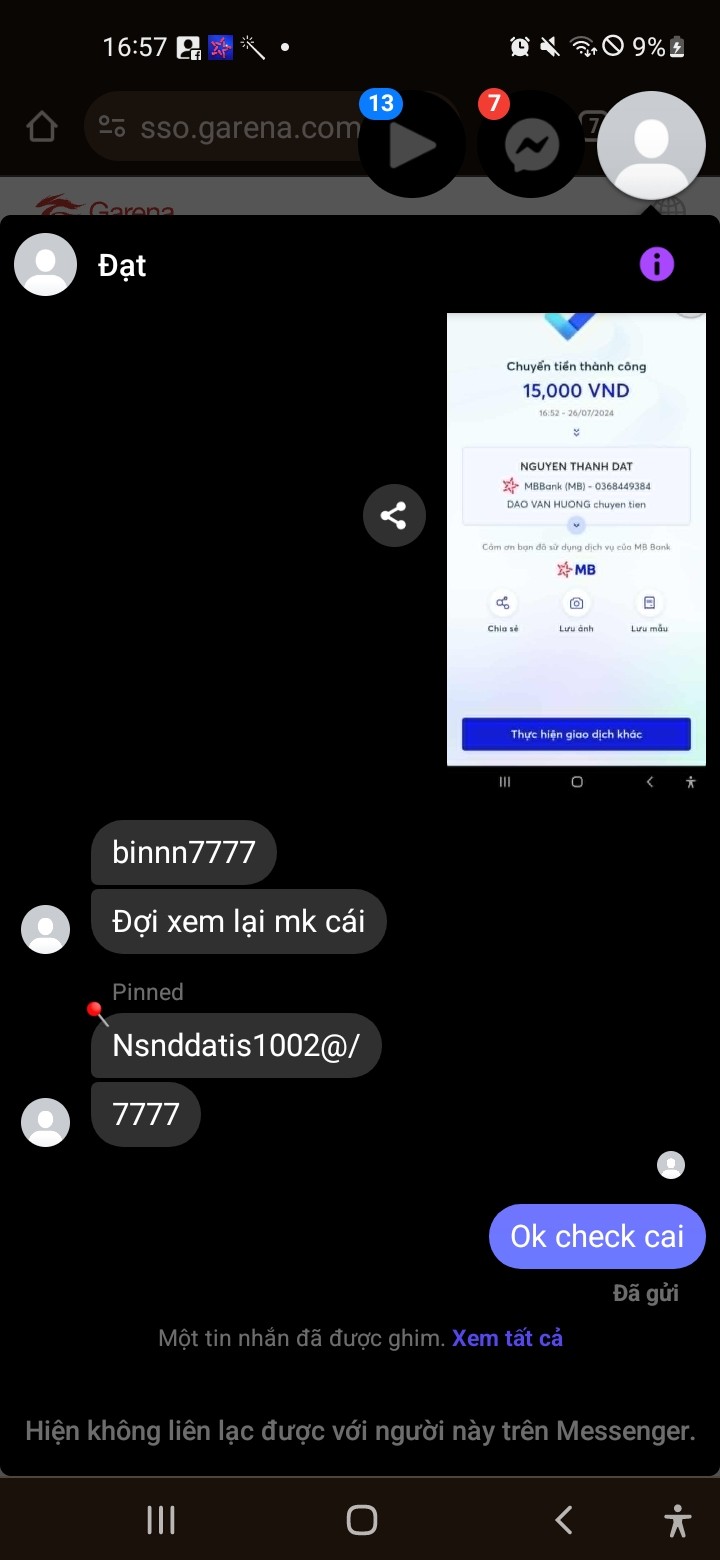 16:57
9%
sso.garena.com
13
7
7
Garena
Đạt
Chuyển tiền thành công
15,000 VND
16:52 - 26/07/2024
NGUYEN THANH DAT
MBBank (MB) - 0368449384
DAO VAN HUONG chuyen tien
Cảm ơn bạn đã sử dụng dịch vụ của MB Bank
MB
Chia sẻ
Lưu ảnh
Lưu mẫu
Thực hiện giao dịch khác
binnn7777
Đợi xem lại mk cái
Pinned
Nsnddatis1002@/
7777
Ok check cai
Đã gửi
Một tin nhắn đã được ghim. Xem tất cả
Hiện không liên lạc được với người này trên Messenger.